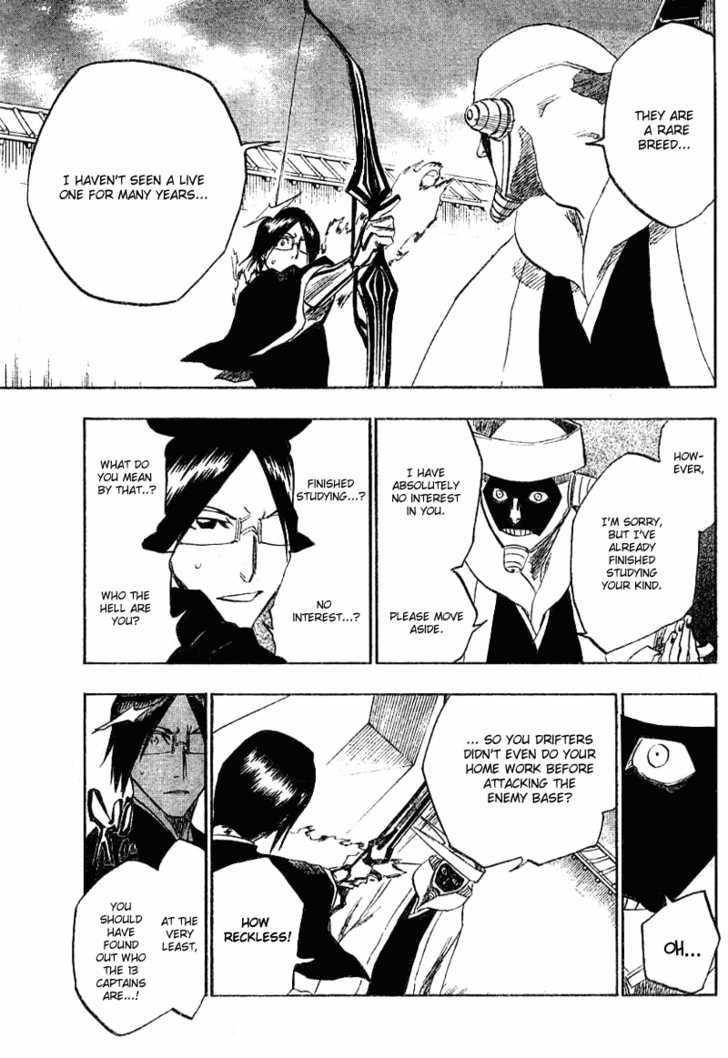 THEY ARE
A RARE
BREED...
I HAVEN'T SEEN A LIVE
ONE FOR MANY YEARS...
HOW-
EVER,
I'M SORRY,
BUT I'VE
ALREADY
FINISHED
STUDYING
YOUR KIND.
I HAVE
ABSOLUTELY
NO INTEREST
IN YOU.
PLEASE MOVE
ASIDE.
FINISHED
STUDYING...?
NO
INTEREST...?
WHAT DO
YOU MEAN
BY THAT..?
WHO THE
HELL ARE
YOU?
OH...
... SO YOU DRIFTERS
DIDN'T EVEN DO YOUR
HOME WORK BEFORE
ATTACKING THE
ENEMY BASE?
HOW
RECKLESS!
AT THE
VERY
LEAST,
YOU
SHOULD
HAVE
FOUND
OUT WHO
THE 13
CAPTAINS
ARE...!